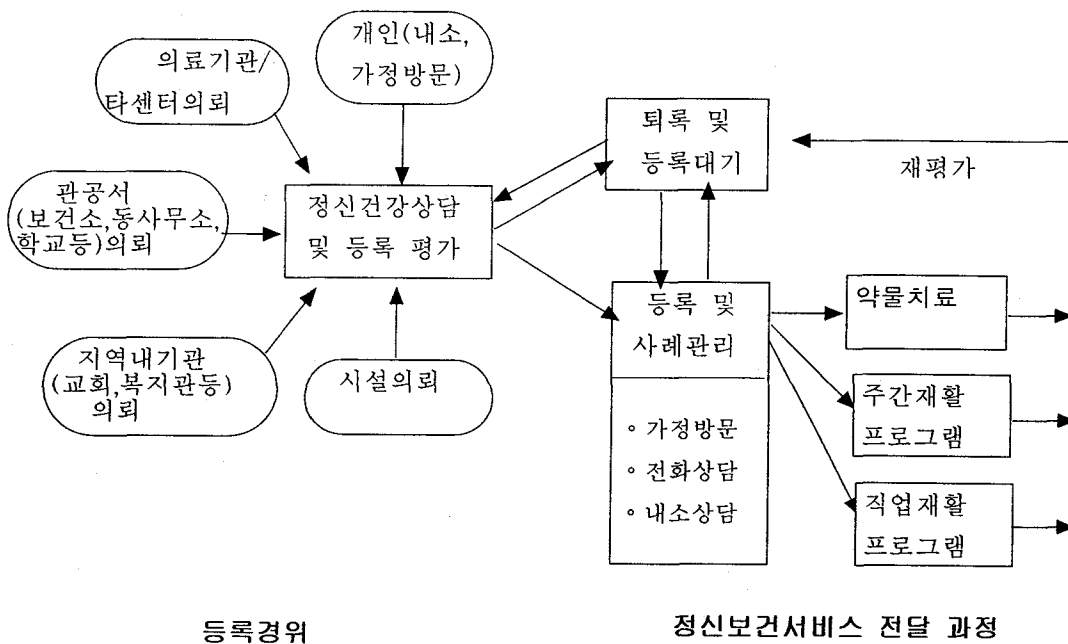 개인(내소,
가정방문)
의료기관/
타센터의뢰
관공서
(보건소,동사무소,
학교등)의뢰
지역내기관
(교회,복지관등)
의뢰
시설의뢰
정신건강상담
및 등록 평가
퇴록 및
등록대기
재평가
등록 및
사례관리
◦ 가정방문
◦ 전화상담
◦ 내소상담
약물치료
주간재활
프로그램
직업재활
프로그램
등록경위
정신보건서비스 전달 과정